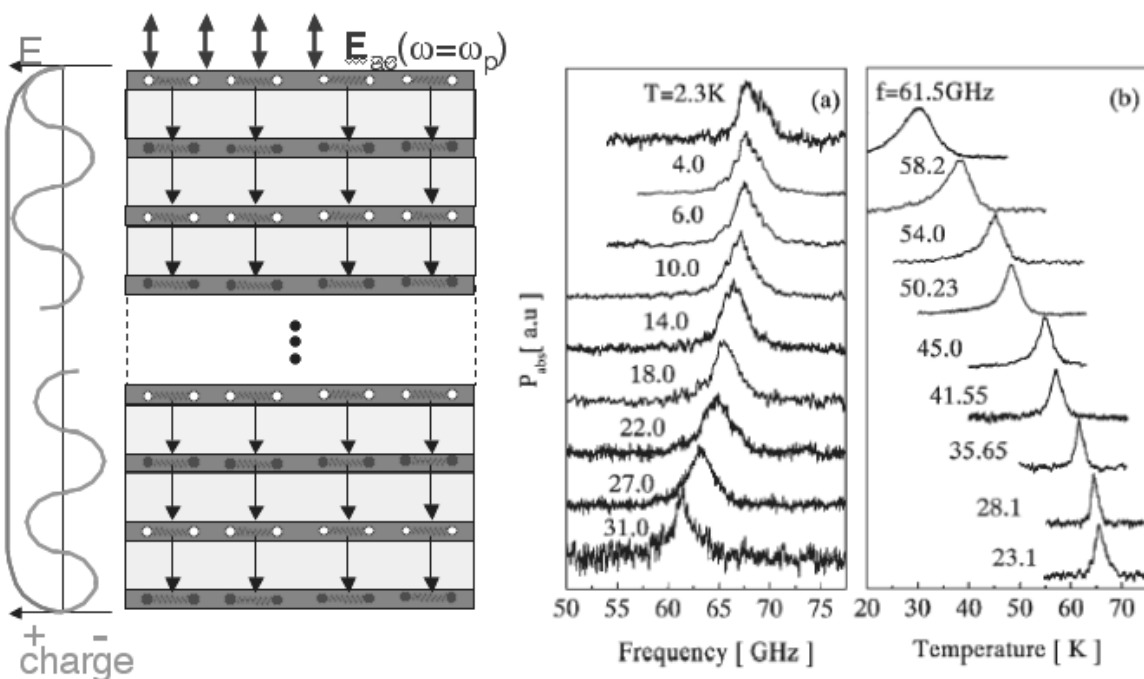 E
E_ac(ω=ω_p)
+ -
charge
P_abs[ a.u ]
T=2.3K
(a)
4.0
6.0
10.0
14.0
18.0
22.0
27.0
31.0
50 55 60 65 70 75
Frequency [ GHz ]
f=61.5GHz
(b)
58.2
54.0
50.23
45.0
41.55
35.65
28.1
23.1
20 30 40 50 60 70
Temperature [ K ]